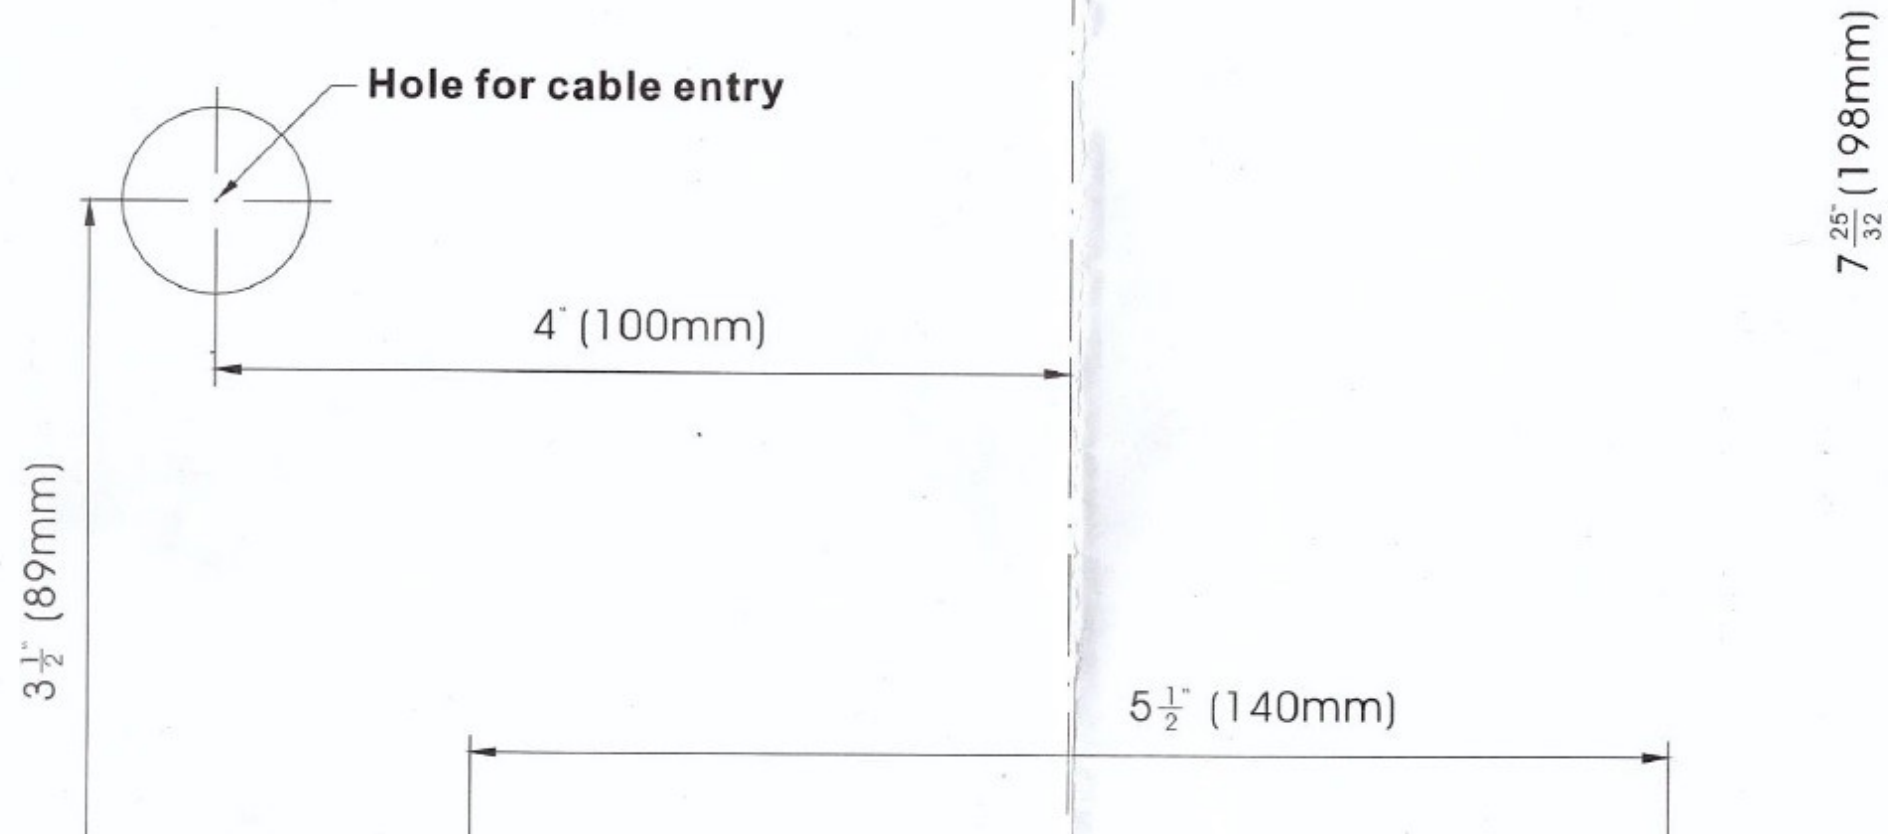 Hole for cable entry
4" (100mm)
3 1/2" (89mm)
5 1/2" (140mm)
7 25/32" (198mm)